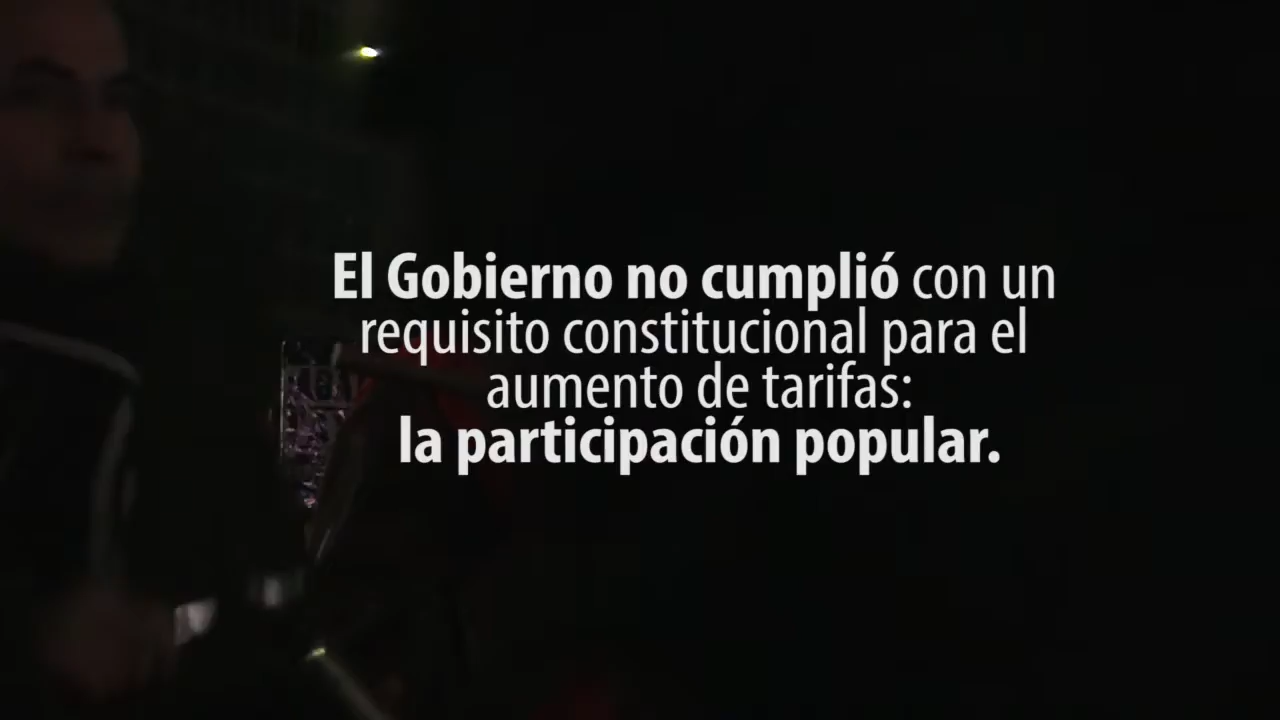 El Gobierno no cumplió con un
requisito constitucional para el
aumento de tarifas:
la participación popular.